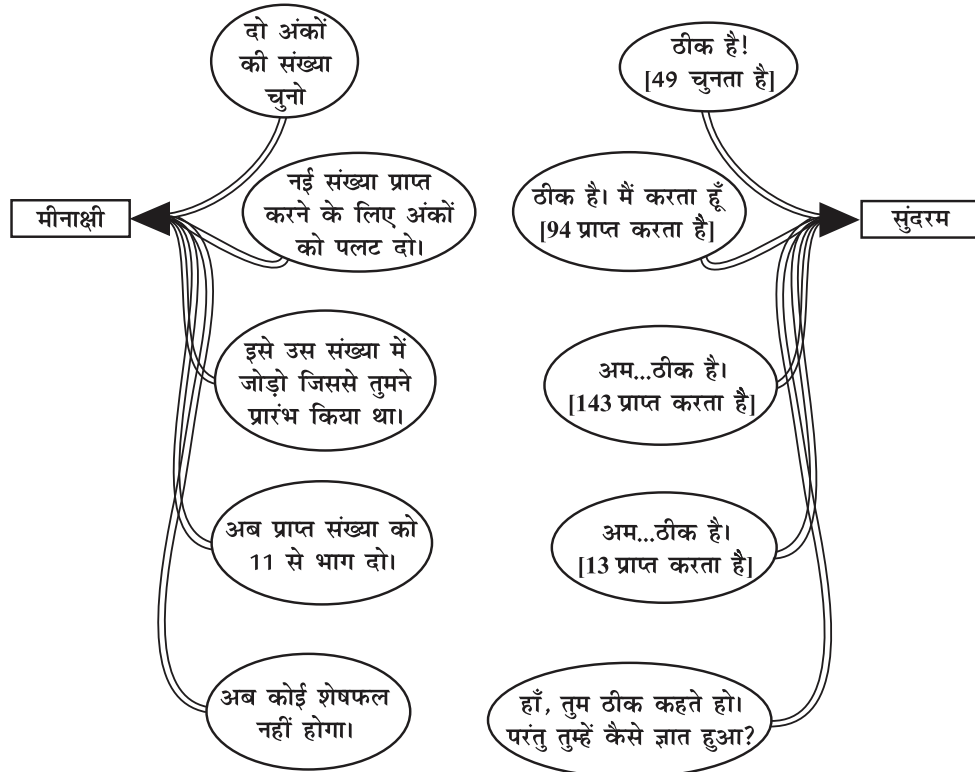 दो अंकों
की संख्या
चुनो
ठीक है!
[49 चुनता है]
नई संख्या प्राप्त
करने के लिए अंकों
को पलट दो।
ठीक है। मैं करता हूँ
[94 प्राप्त करता है]
मीनाक्षी
सुंदरम
इसे उस संख्या में
जोड़ो जिससे तुमने
प्रारंभ किया था।
अम...ठीक है।
[143 प्राप्त करता है]
अब प्राप्त संख्या को
11 से भाग दो।
अम...ठीक है।
[13 प्राप्त करता है]
अब कोई शेषफल
नहीं होगा।
हाँ, तुम ठीक कहते हो।
परंतु तुम्हें कैसे ज्ञात हुआ?